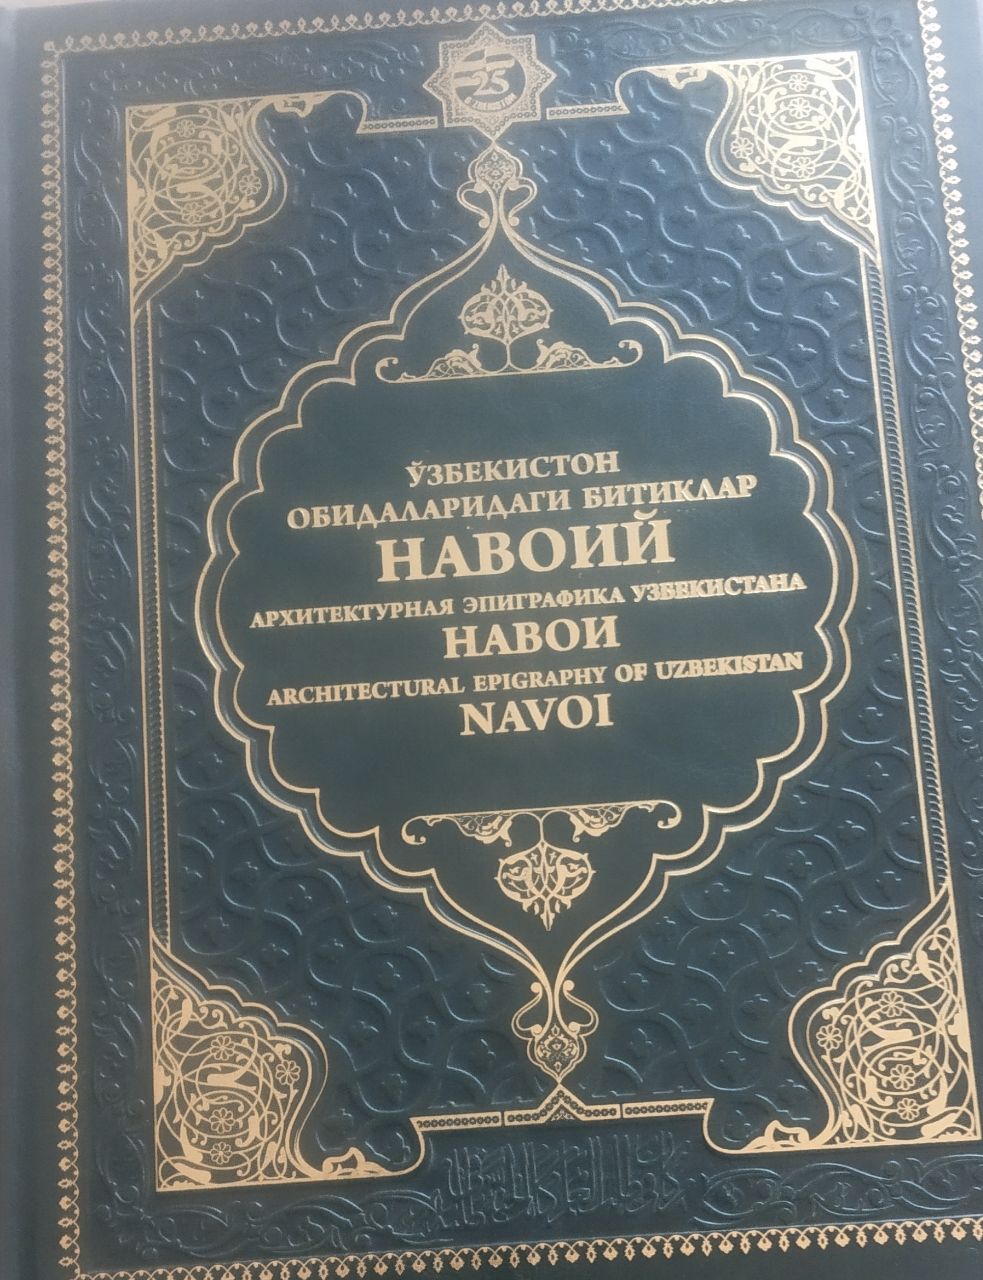 25
ЎЗБЕКИСТОН
ОБИДАЛАРИДАГИ БИТИКЛАР
НАВОИЙ
АРХИТЕКТУРНАЯ ЭПИГРАФИКА УЗБЕКИСТАНА
НАВОИ
ARCHITECTURAL EPIGRAPHY OF UZBEKISTAN
NAVOI